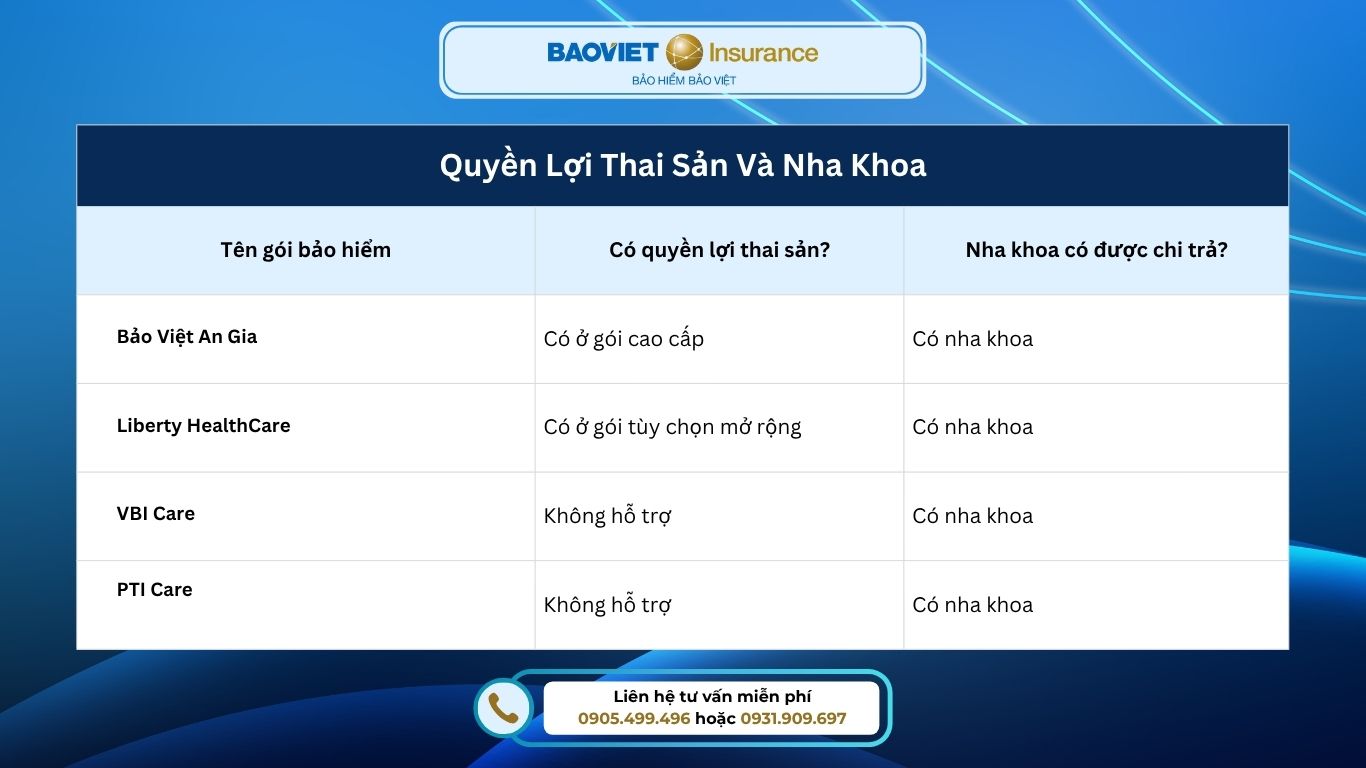 BAOVIET Insurance
BẢO HIỂM BẢO VIỆT
Quyền Lợi Thai Sản Và Nha Khoa
Tên gói bảo hiểm Có quyền lợi thai sản? Nha khoa có được chi trả?
Bảo Việt An Gia Có ở gói cao cấp Có nha khoa
Liberty HealthCare Có ở gói tùy chọn mở rộng Có nha khoa
VBI Care Không hỗ trợ Có nha khoa
PTI Care Không hỗ trợ Có nha khoa
Liên hệ tư vấn miễn phí
0905.499.496 hoặc 0931.909.697